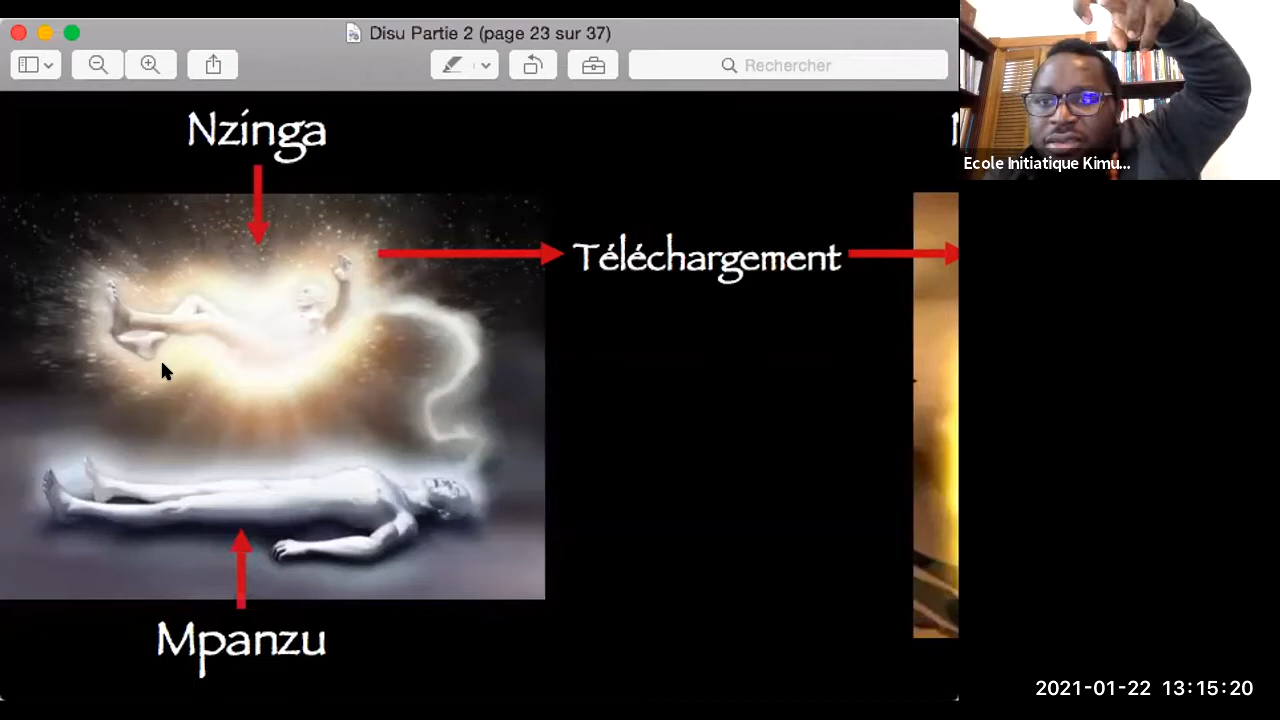 Disu Partie 2 (page 23 sur 37)
Rechercher
Nzinga
Ecole Initiatique Kimu...
Téléchargement
Mpanzu
2021-01-22 13:15:20